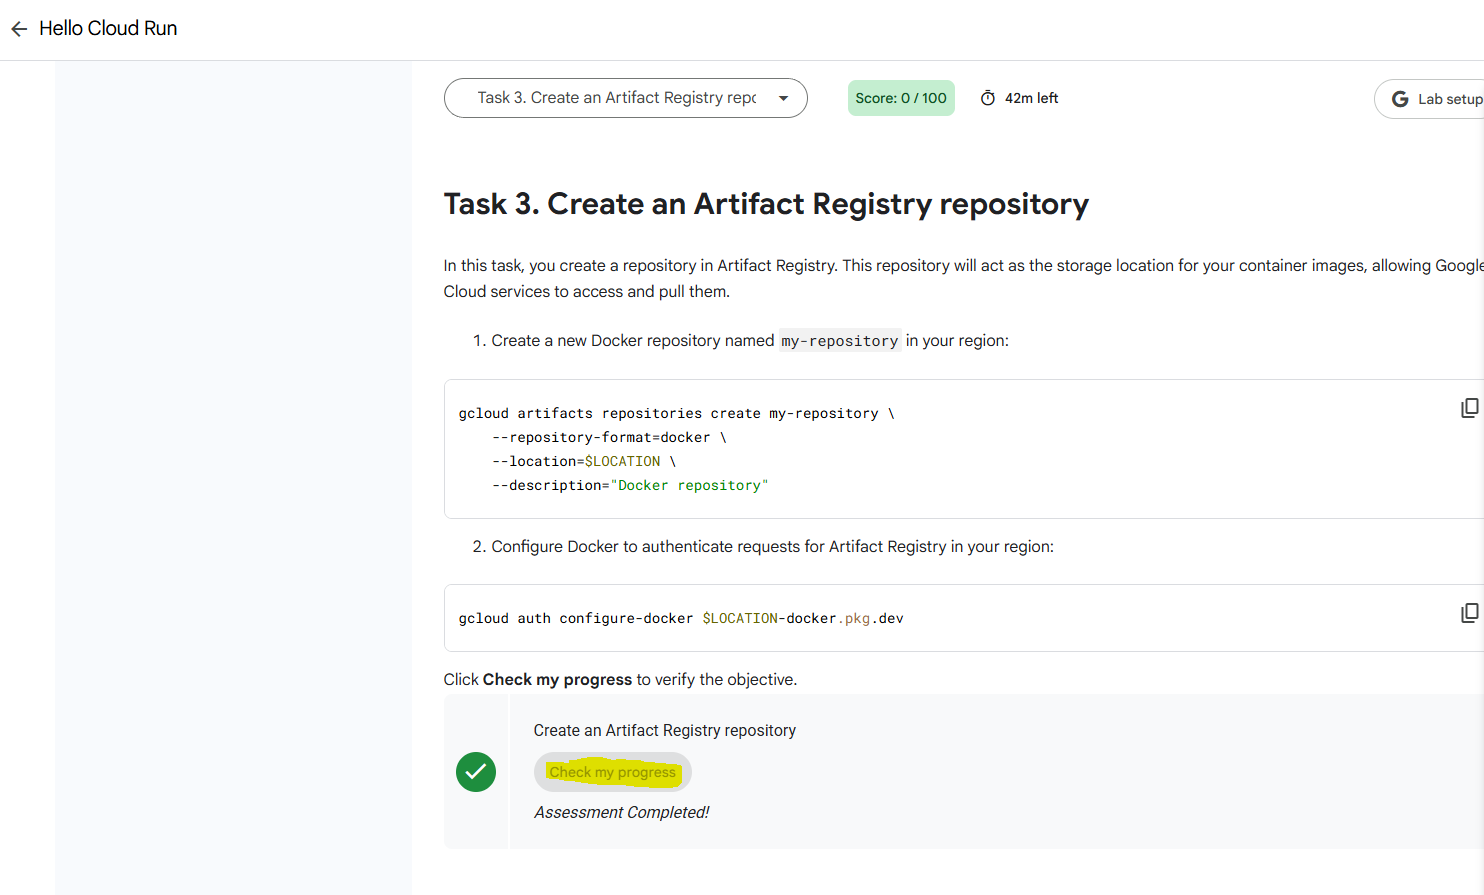 Hello Cloud Run
Task 3. Create an Artifact Registry repo
Score: 0 / 100
42m left
G Lab setup
Task 3. Create an Artifact Registry repository
In this task, you create a repository in Artifact Registry. This repository will act as the storage location for your container images, allowing Google
Cloud services to access and pull them.
1. Create a new Docker repository named my-repository in your region:
gcloud artifacts repositories create my-repository \
--repository-format=docker \
--location=$LOCATION \
--description="Docker repository"
2. Configure Docker to authenticate requests for Artifact Registry in your region:
gcloud auth configure-docker $LOCATION-docker.pkg.dev
Click Check my progress to verify the objective.
Create an Artifact Registry repository
Check my progress
Assessment Completed!